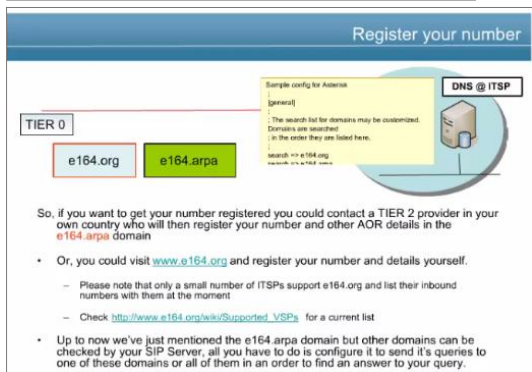 Register your number
Sample config for Asterisk
;
[general]
;
; The search list for domains may be customized.
Domains are searched
; in the order they are listed here.
;
search => e164.org
search => e164.arpa
DNS @ ITSP
TIER 0
e164.org
e164.arpa
So, if you want to get your number registered you could contact a TIER 2 provider in your
own country who will then register your number and other AOR details in the
e164.arpa domain
• Or, you could visit www.e164.org and register your number and details yourself.
– Please note that only a small number of ITSPs support e164.org and list their inbound
numbers with them at the moment
– Check http://www.e164.org/wiki/Supported_VSPs for a current list
• Up to now we've just mentioned the e164.arpa domain but other domains can be
checked by your SIP Server, all you have to do is configure it to send it's queries to
one of these domains or all of them in an order to find an answer to your query.